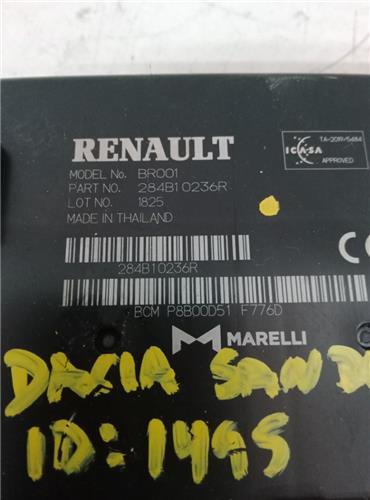 RENAULT
MODEL No. BR001
PART NO. 284B10236R
LOT NO. 1825
MADE IN THAILAND
ICASA
TA-2019/5484
APPROVED
284B10236R
CE
BCM P8B00D51 F776D
MARELLI
DACIA SAND
ID: 1495